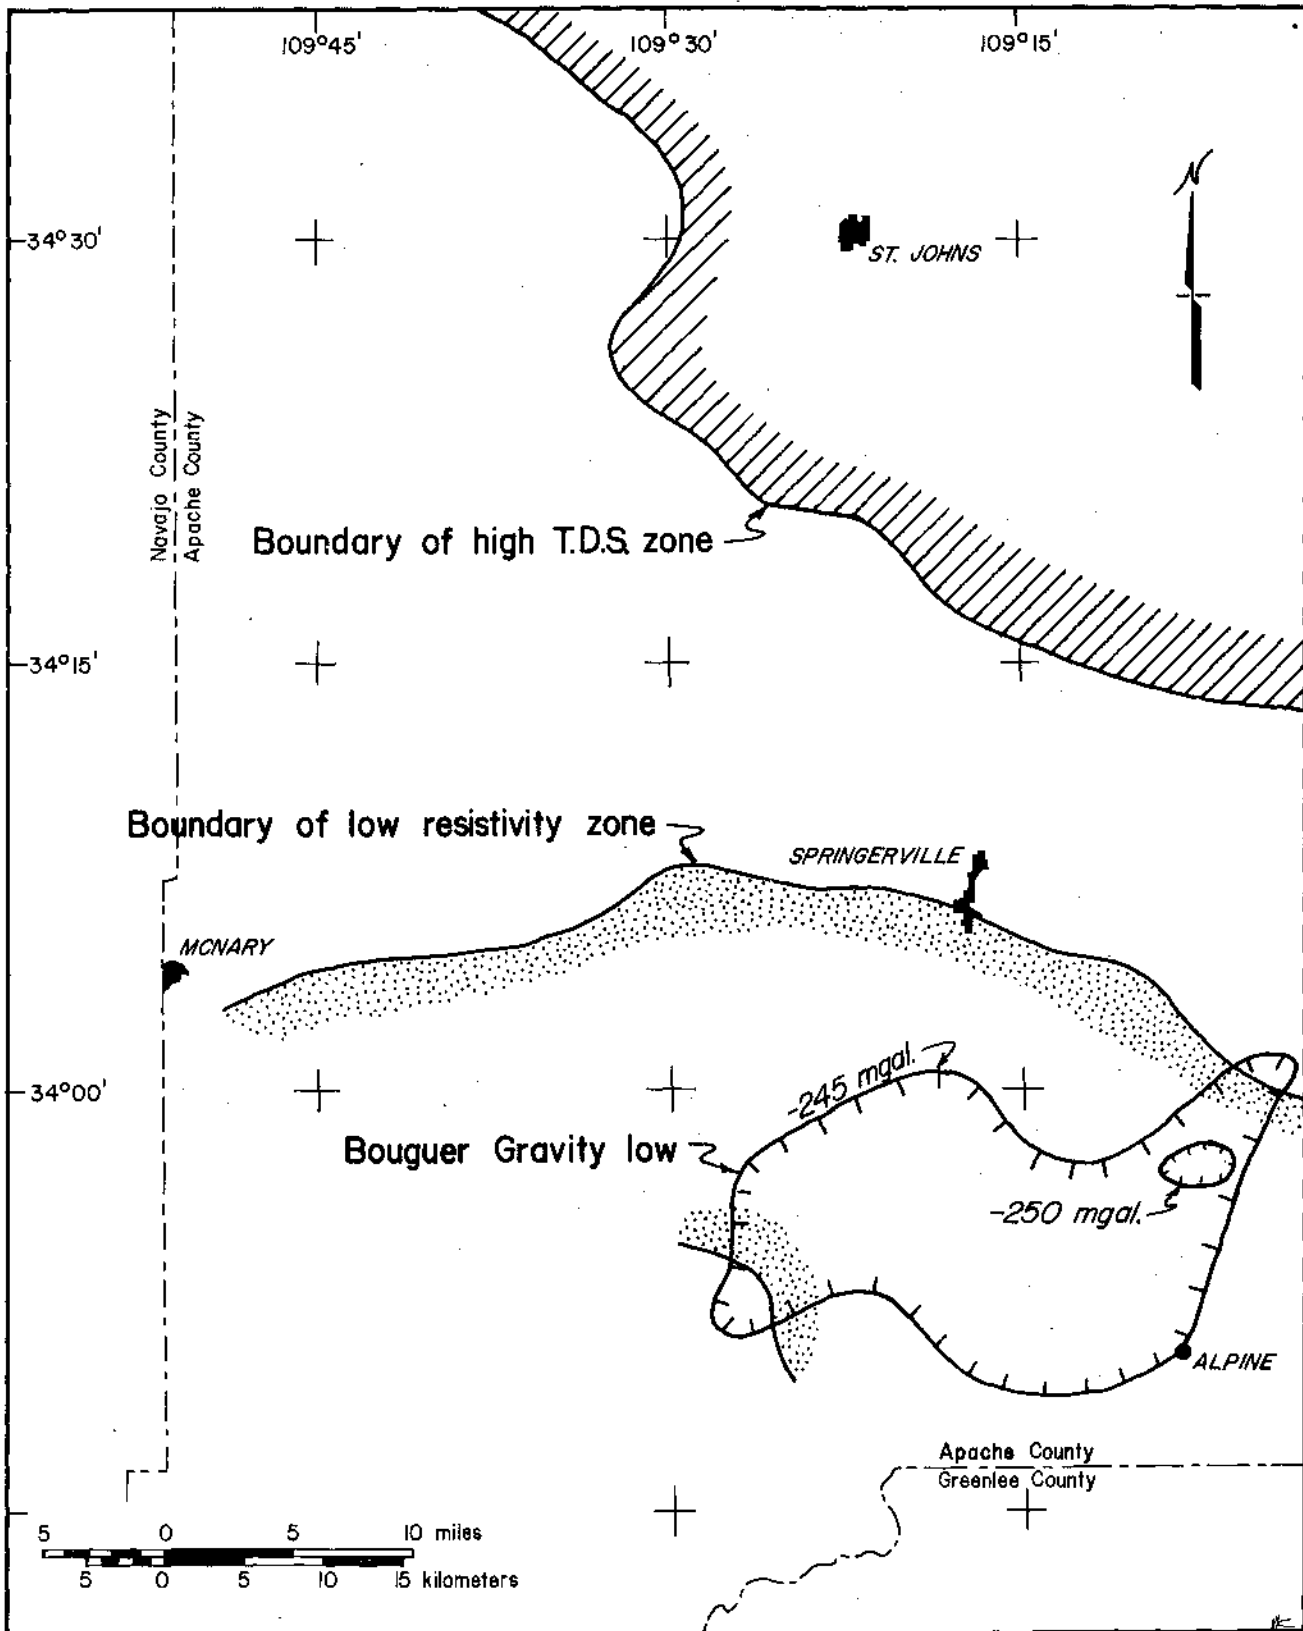 109°45' 109°30' 109°15'
N
34°30'
ST. JOHNS
Navajo County
Apache County
Boundary of high T.D.S. zone
34°15'
Boundary of low resistivity zone
SPRINGERVILLE
MCNARY
34°00'
-245 mgal.
Bouguer Gravity low
-250 mgal.
ALPINE
Apache County
Greenlee County
5 0 5 10 miles
5 0 5 10 15 kilometers